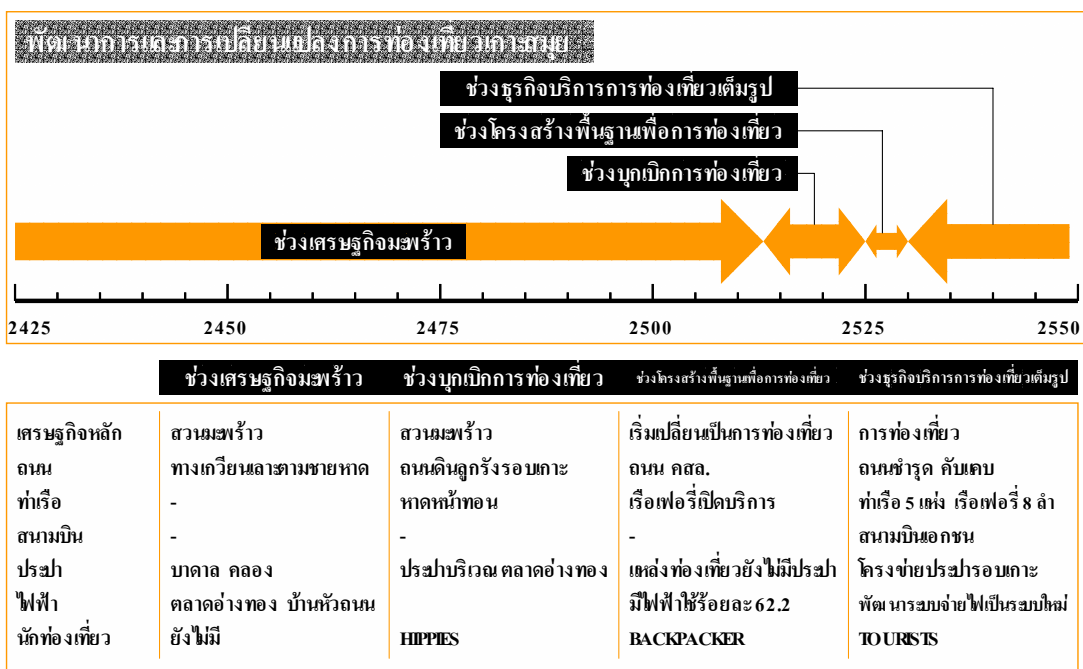 พัฒนาการและการเปลี่ยนแปลงการท่องเที่ยวเกาะสมุย
ช่วงธุรกิจบริการการท่องเที่ยวเต็มรูป
ช่วงโครงสร้างพื้นฐานเพื่อการท่องเที่ยว
ช่วงบุกเบิกการท่องเที่ยว
ช่วงเศรษฐกิจมะพร้าว
2425 2450 2475 2500 2525 2550
ช่วงเศรษฐกิจมะพร้าว ช่วงบุกเบิกการท่องเที่ยว ช่วงโครงสร้างพื้นฐานเพื่อการท่องเที่ยว ช่วงธุรกิจบริการการท่องเที่ยวเต็มรูป
เศรษฐกิจหลัก สวนมะพร้าว สวนมะพร้าว เริ่มเปลี่ยนเป็นการท่องเที่ยว การท่องเที่ยว
ถนน ทางเกวียนเลาะตามชายหาด ถนนดินลูกรังรอบเกาะ ถนน คสล. ถนนชำรุด คับแคบ
ท่าเรือ - หาดหน้าทอน เรือเฟอรี่เปิดบริการ ท่าเรือ 5 แห่ง เรือเฟอรี่ 8 ลำ
สนามบิน - - - สนามบินเอกชน
ประปา บาดาล คลอง ประปาบริเวณ ตลาดอ่างทอง แหล่งท่องเที่ยวยังไม่มีประปา โครงข่ายประปารอบเกาะ
ไฟฟ้า ตลาดอ่างทอง บ้านหัวถนน มีไฟฟ้าใช้ร้อยละ 62.2 พัฒนาระบบจ่ายไฟเป็นระบบใหม่
นักท่องเที่ยว ยังไม่มี HIPPIES BACKPACKER TOURISTS